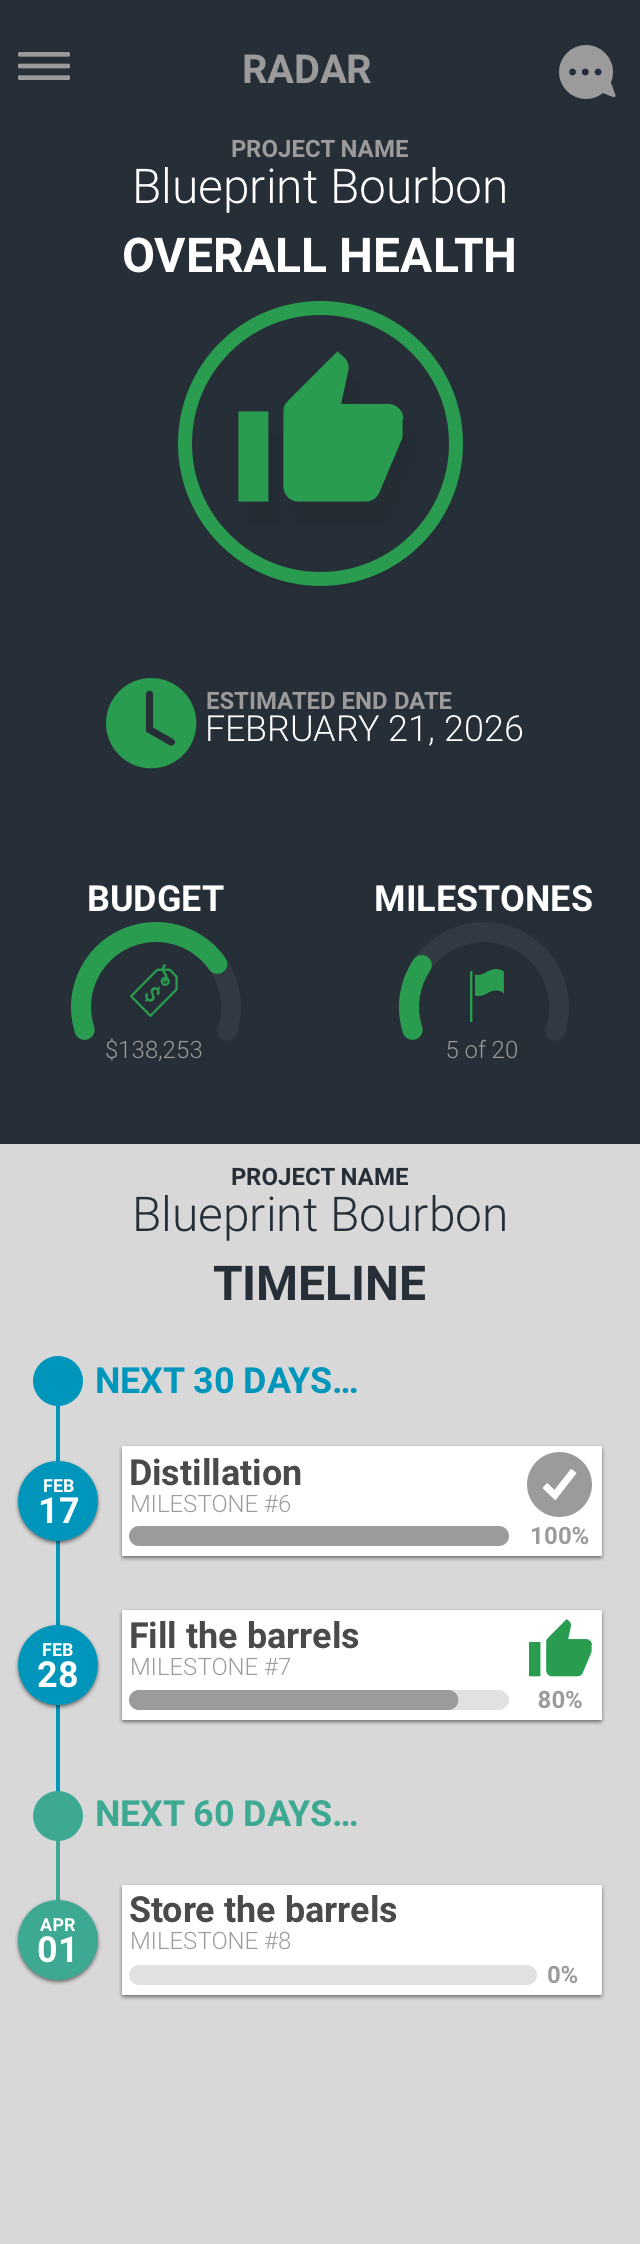 RADAR
PROJECT NAME
Blueprint Bourbon
OVERALL HEALTH
ESTIMATED END DATE
FEBRUARY 21, 2026
BUDGET
$
$138,253
MILESTONES
5 of 20
PROJECT NAME
Blueprint Bourbon
TIMELINE
NEXT 30 DAYS...
FEB
17
Distillation
MILESTONE #6
100%
FEB
28
Fill the barrels
MILESTONE #7
80%
NEXT 60 DAYS...
APR
01
Store the barrels
MILESTONE #8
0%